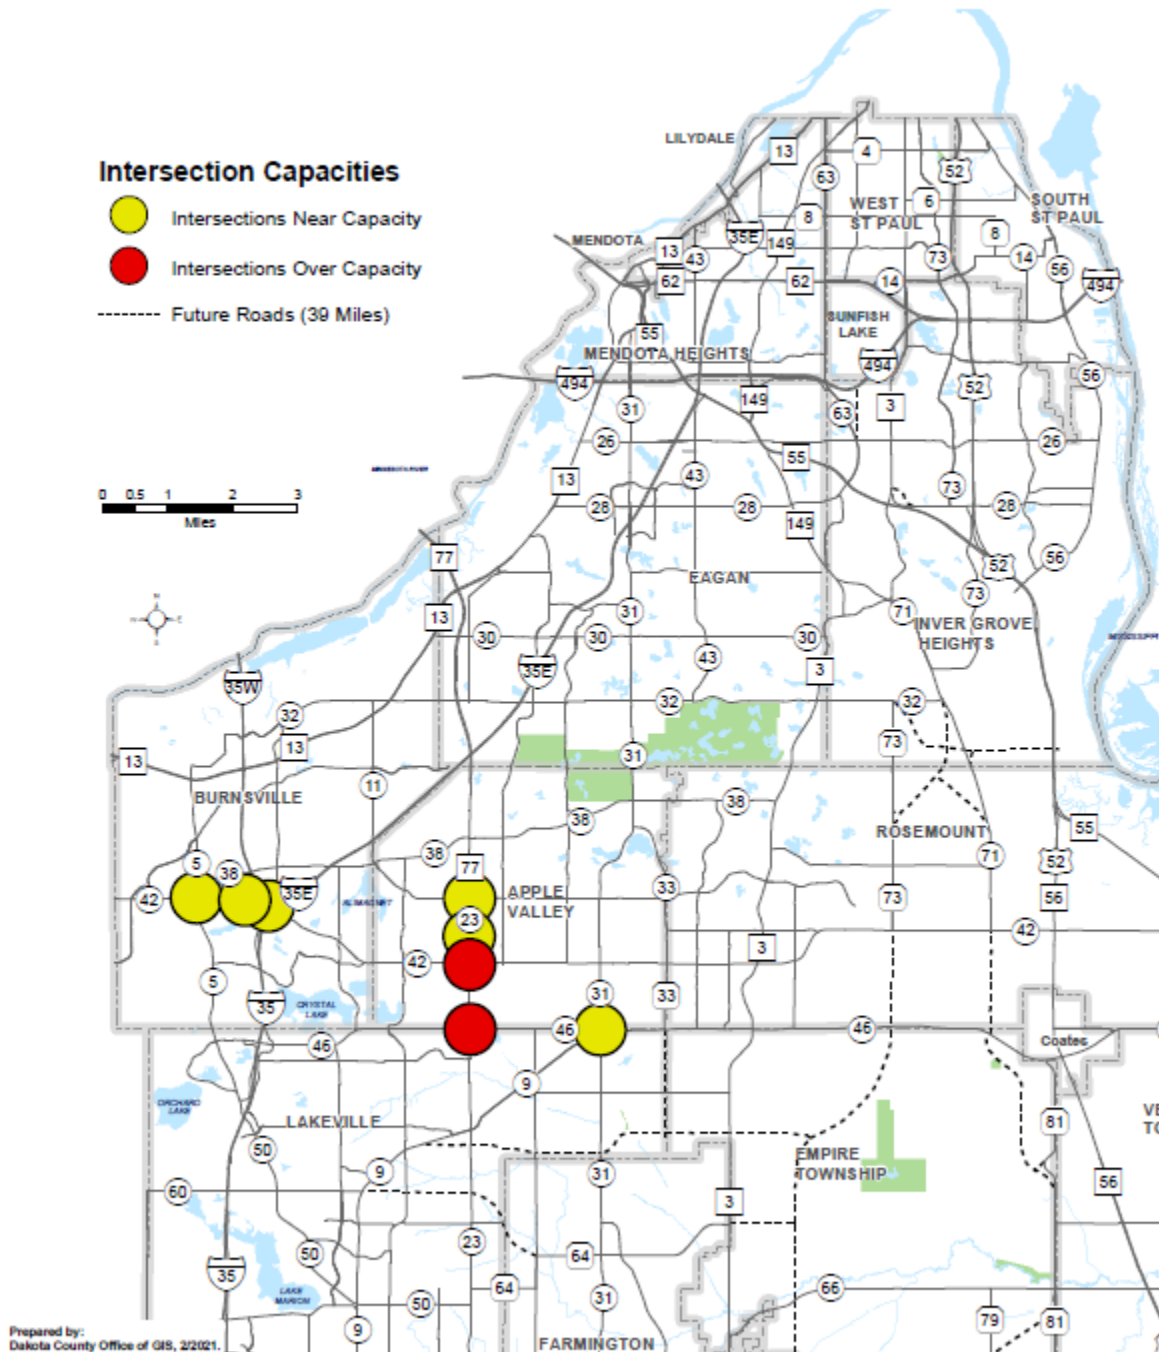 Intersection Capacities
Intersections Near Capacity
Intersections Over Capacity
Future Roads (39 Miles)
LILYDALE
13
4
63
52
WEST
ST PAUL
6
SOUTH
ST PAUL
8
35E
149
8
MENDOTA
13
43
73
14
56
62
62
14
494
55
SUNFISH
LAKE
MENDOTA HEIGHTS
494
494
56
52
149
31
63
3
26
26
55
43
13
73
28
28
28
149
0 0.5 1 2 3
Miles
77
52
56
EAGAN
73
13
31
71
INVER GROVE
HEIGHTS
30
30
30
43
35E
3
35W
32
32
32
13
73
13
31
11
BURNSVILLE
38
38
ROSEMOUNT
55
5
38
38
77
71
52
35E
33
42
APPLE
VALLEY
73
56
ALIMAGNET
23
3
42
42
5
31
33
35
CRYSTAL
LAKE
46
46
46
Coates
9
ORCHARD
LAKE
LAKEVILLE
81
50
EMPIRE
TOWNSHIP
9
31
56
60
3
23
50
64
35
64
66
LAKE
MARION
50
31
79
81
9
FARMINGTON
Prepared by:
Dakota County Office of GIS, 2/2021.